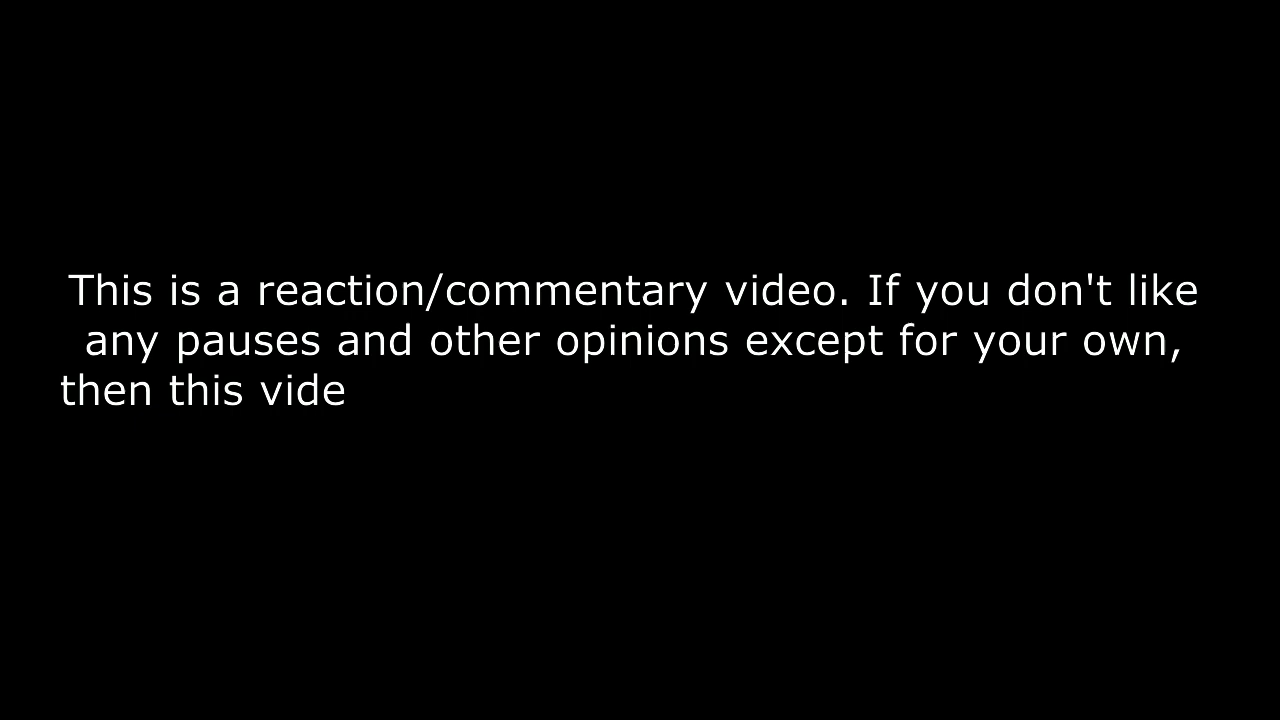 This is a reaction/commentary video. If you don't like
any pauses and other opinions except for your own,
then this vide